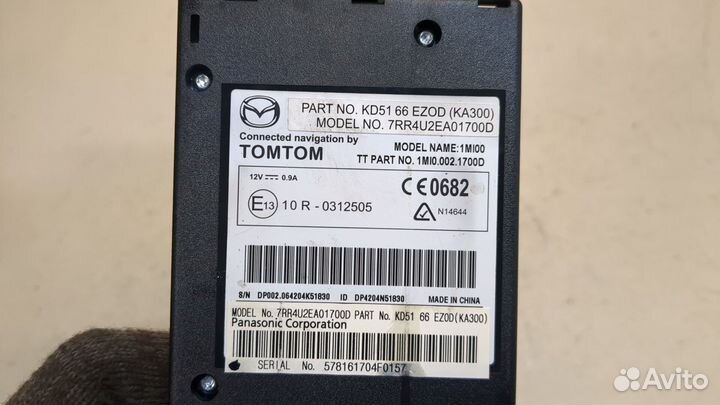 PART NO. KD51 66 EZOD (KA300)
MODEL NO. 7RR4U2EA01700D
Connected navigation by
TOMTOM
MODEL NAME:1MI00
TT PART NO. 1MI0.002.1700D
12V⎓ 0.9A
CE0682
E13 10 R - 0312505
N14644
S/N DP002.064204K51830 ID DP4204N51830 MADE IN CHINA
MODEL No. 7RR4U2EA01700D PART No. KD51 66 EZOD(KA300)
Panasonic Corporation
SERIAL No. 578161704F0157
Avito